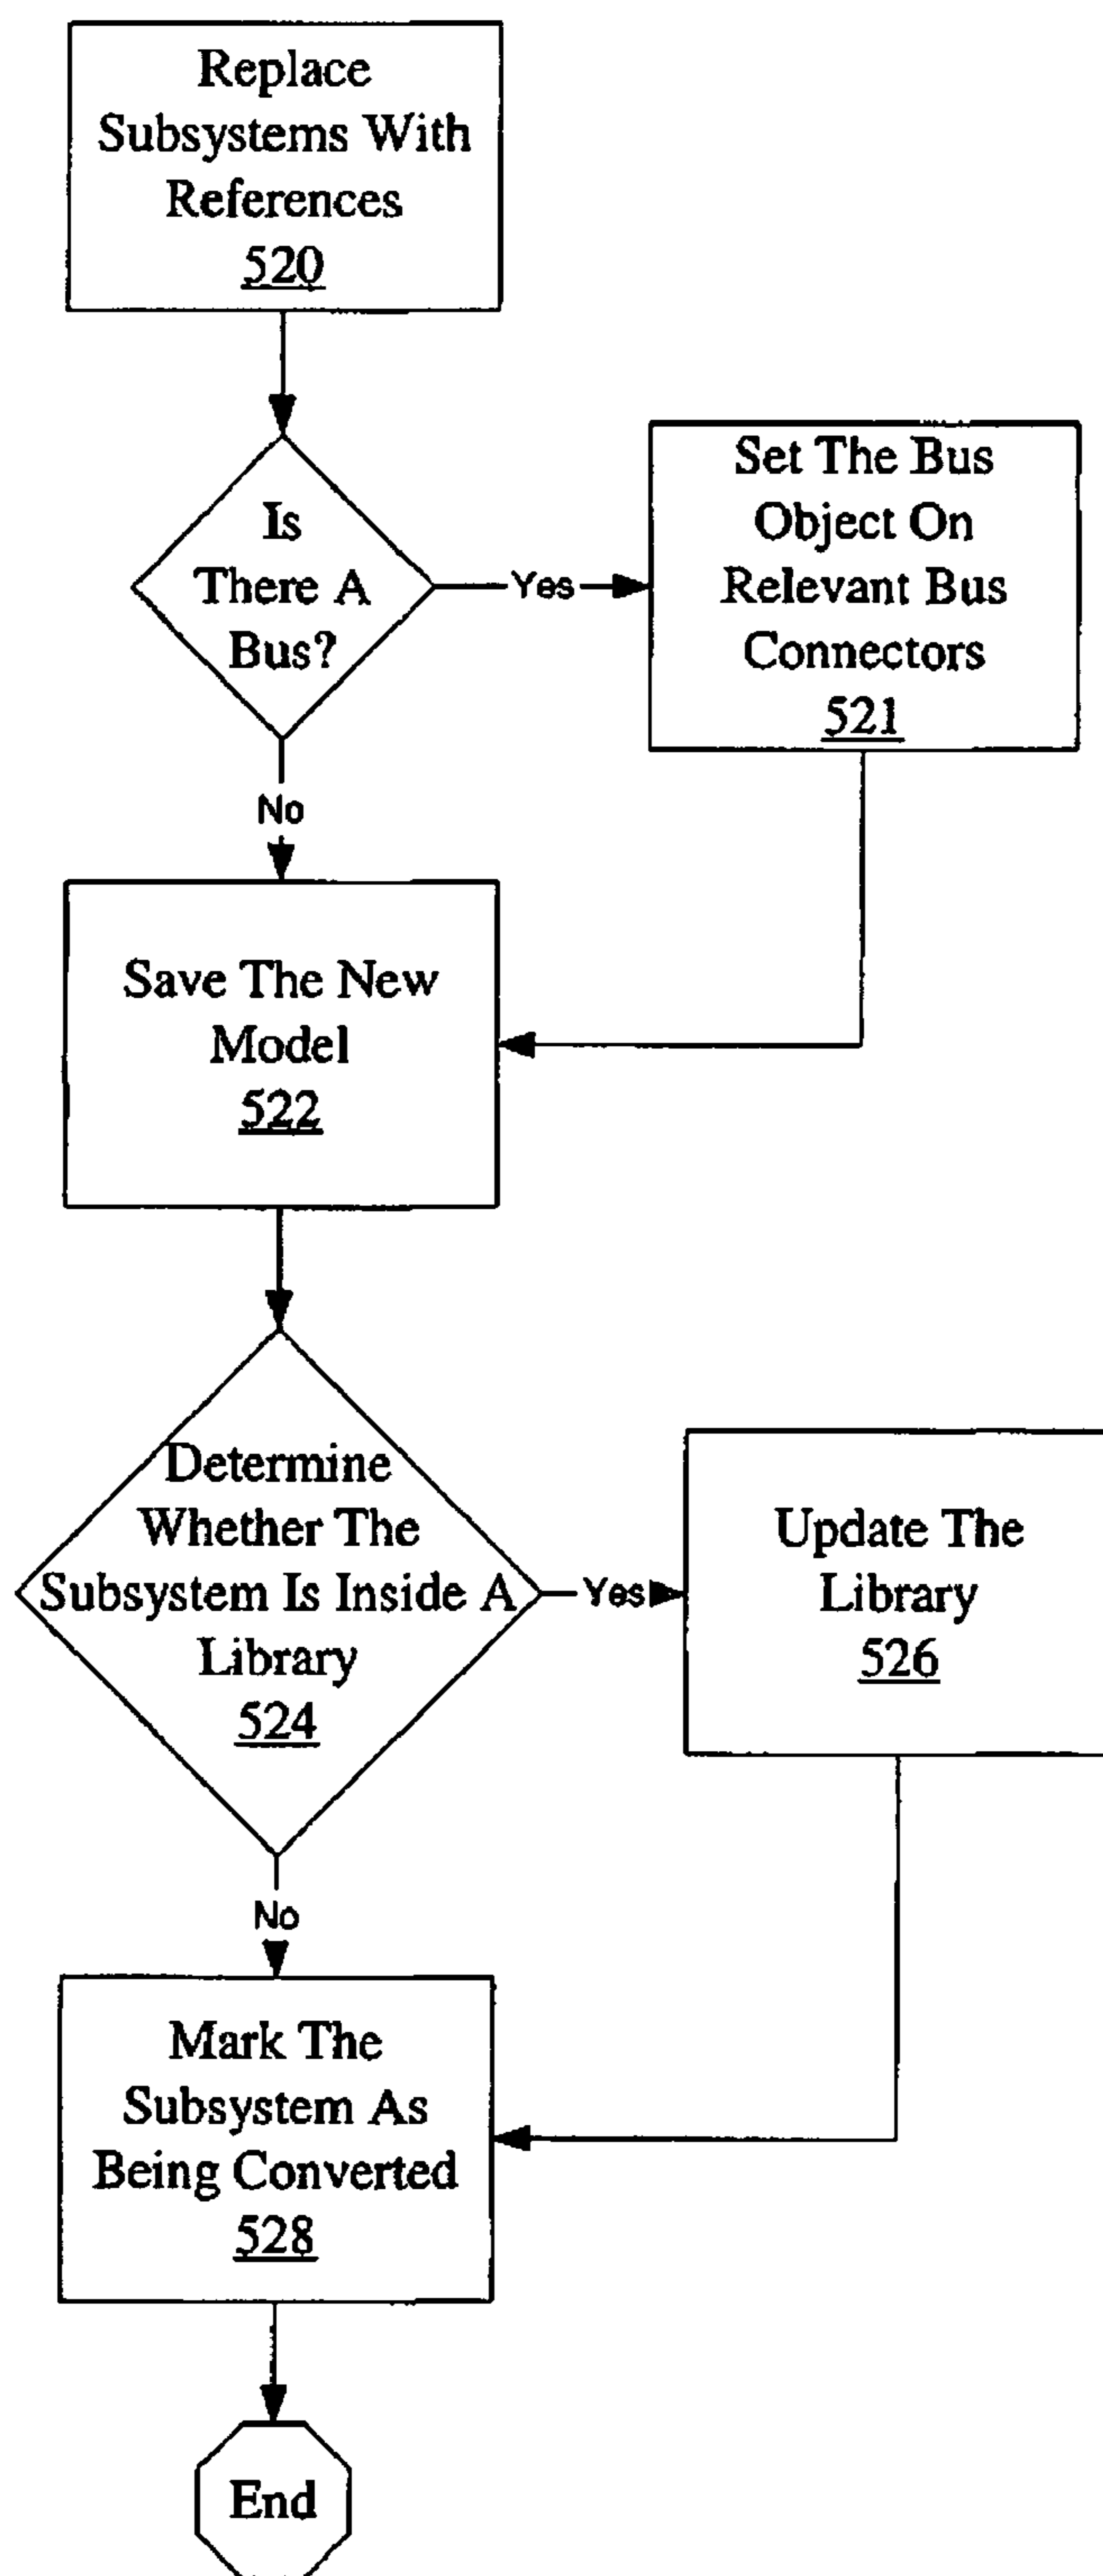 Replace
Subsystems With
References
520
Is
There A
Bus?
Yes
Set The Bus
Object On
Relevant Bus
Connectors
521
No
Save The New
Model
522
Determine
Whether The
Subsystem Is Inside A
Library
524
Yes
Update The
Library
526
No
Mark The
Subsystem As
Being Converted
528
End